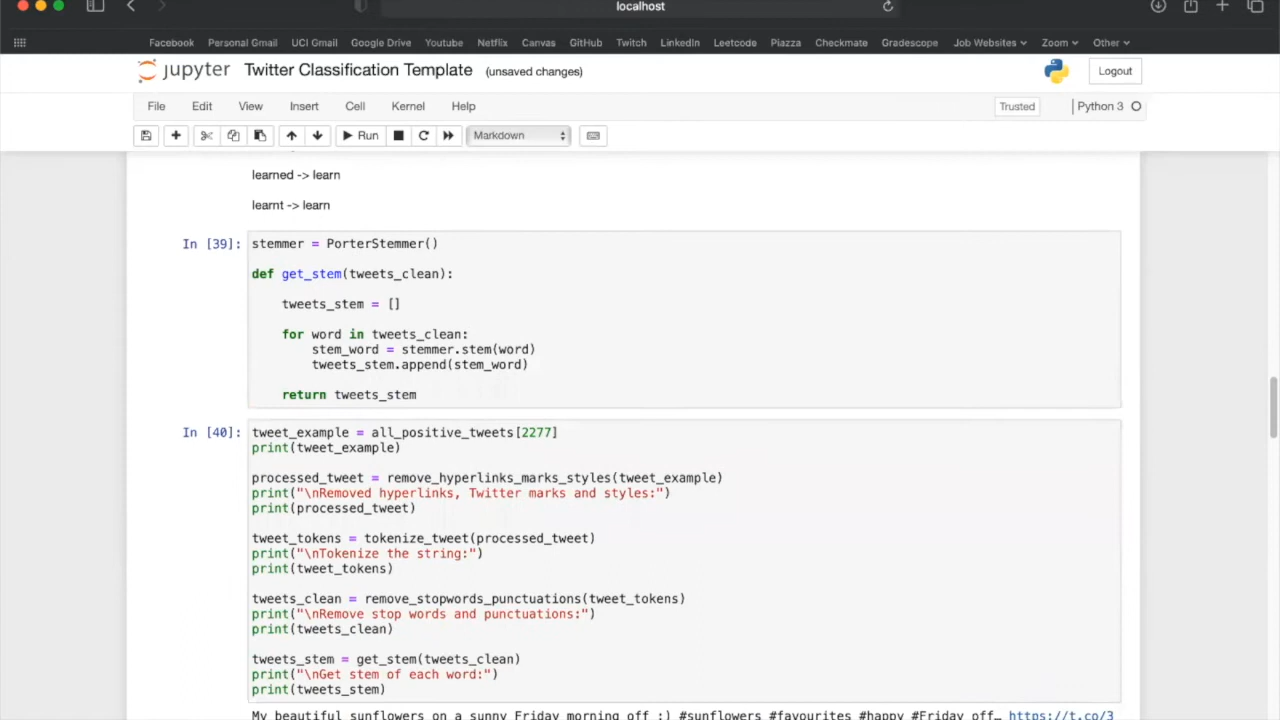 localhost
Facebook Personal Gmail UCI Gmail Google Drive Youtube Netflix Canvas GitHub Twitch LinkedIn Leetcode Piazza Checkmate Gradescope Job Websites Zoom Other
jupyter Twitter Classification Template (unsaved changes) Logout
File Edit View Insert Cell Kernel Help Trusted Python 3
Run Markdown
learned -> learn
learnt -> learn
In [39]: stemmer = PorterStemmer()
def get_stem(tweets_clean):
tweets_stem = []
for word in tweets_clean:
stem_word = stemmer.stem(word)
tweets_stem.append(stem_word)
return tweets_stem
In [40]: tweet_example = all_positive_tweets[2277]
print(tweet_example)
processed_tweet = remove_hyperlinks_marks_styles(tweet_example)
print("\nRemoved hyperlinks, Twitter marks and styles:")
print(processed_tweet)
tweet_tokens = tokenize_tweet(processed_tweet)
print("\nTokenize the string:")
print(tweet_tokens)
tweets_clean = remove_stopwords_punctuations(tweet_tokens)
print("\nRemove stop words and punctuations:")
print(tweets_clean)
tweets_stem = get_stem(tweets_clean)
print("\nGet stem of each word:")
print(tweets_stem)
My beautiful sunflowers on a sunny Friday morning off :) #sunflowers #favourites #happy #Friday off… https://t.co/3